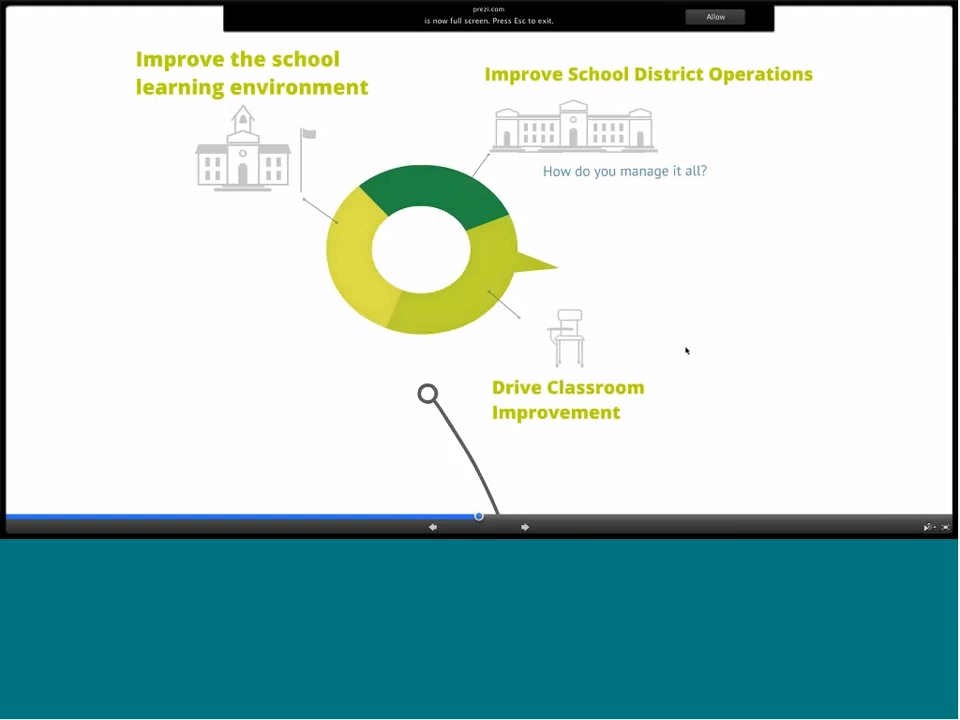 prezi.com
is now full screen. Press Esc to exit.
Allow
Improve the school
learning environment
Improve School District Operations
How do you manage it all?
Drive Classroom
Improvement